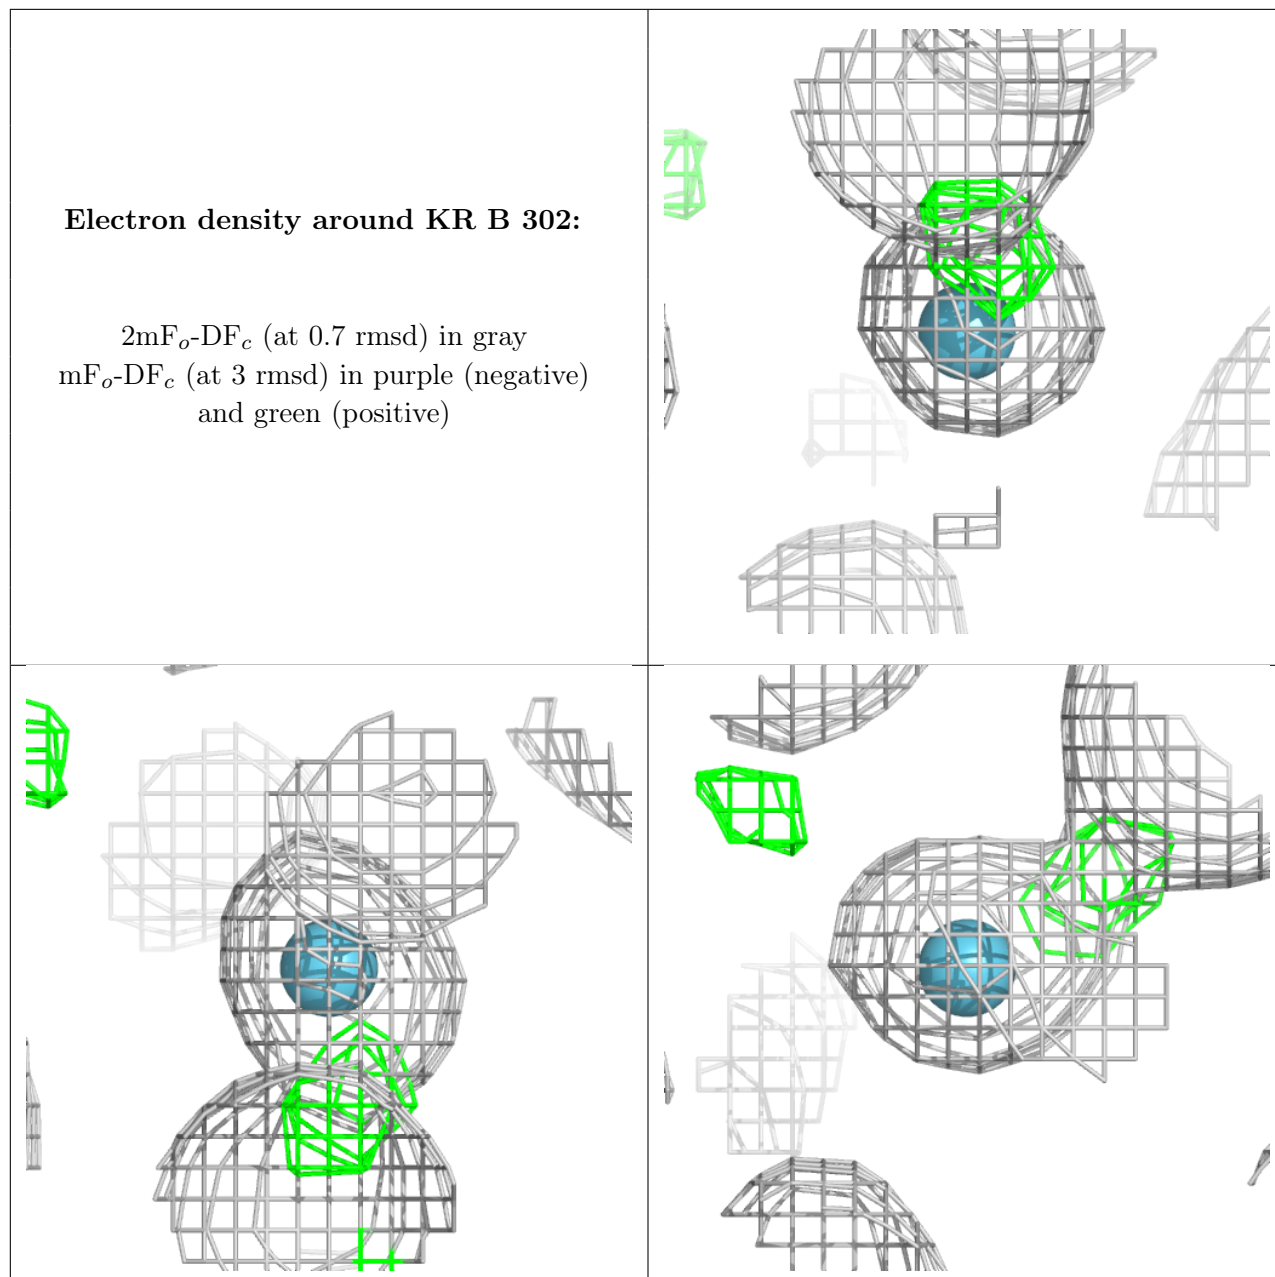 Electron density around KR B 302:
2mFo-DFc (at 0.7 rmsd) in gray
mFo-DFc (at 3 rmsd) in purple (negative)
and green (positive)